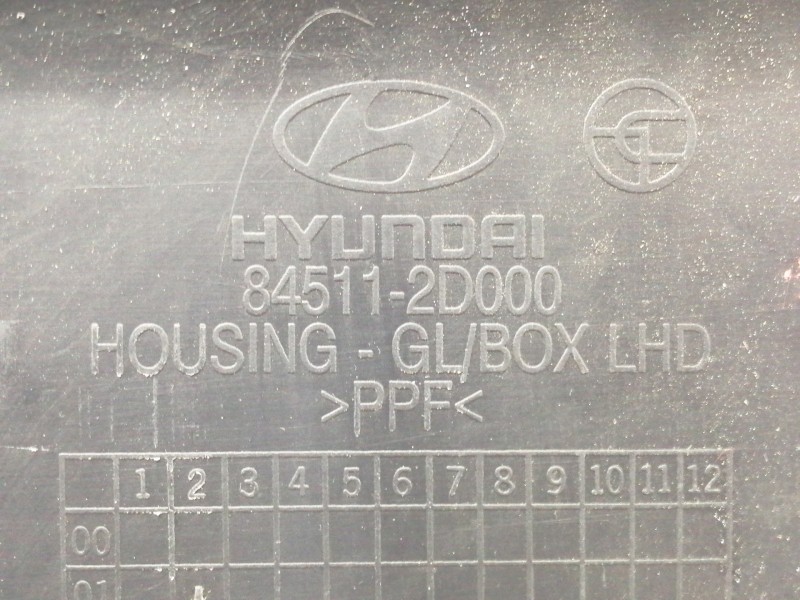 HYUNDAI
84511-2D000
HOUSING - GL/BOX LHD
>PPF<
1 2 3 4 5 6 7 8 9 10 11 12
00
01